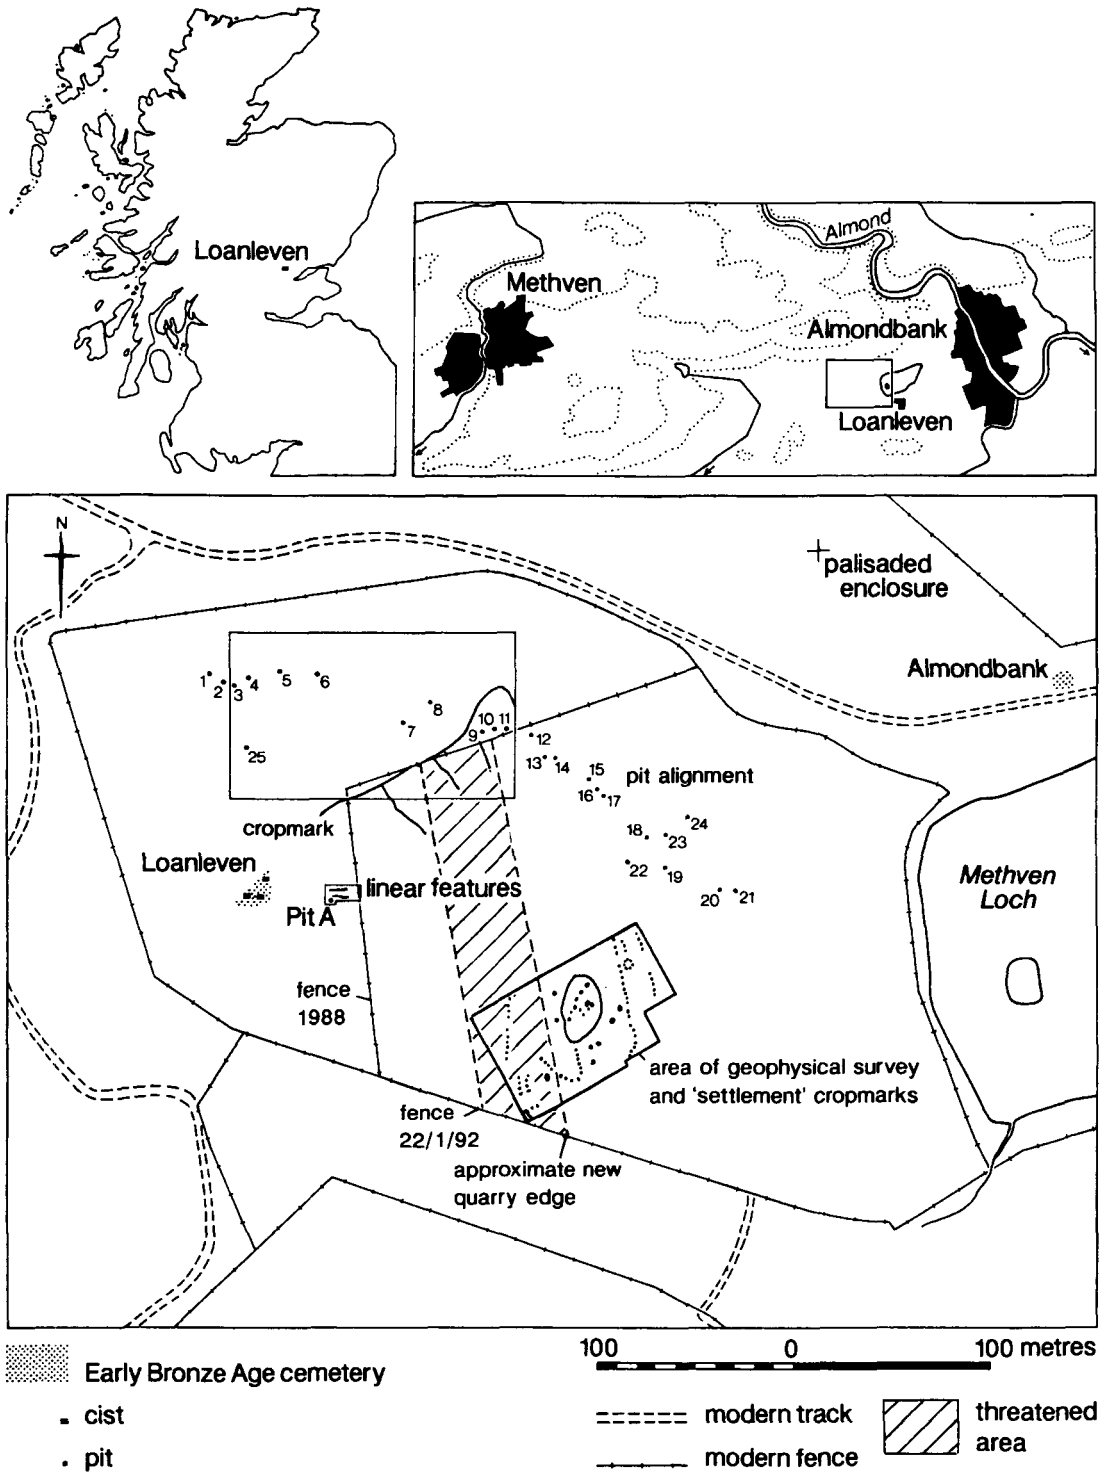 Loanleven
Almond
Methven
Almondbank
Loanleven
N
palisaded
enclosure
Almondbank
1
2
3
4
5
6
7
8
9
10
11
12
13
14
15
16
17
18
23
24
22
19
20
21
25
pit alignment
cropmark
Loanleven
linear features
Pit A
Methven
Loch
fence
1988
area of geophysical survey
and 'settlement' cropmarks
fence
22/1/92
approximate new
quarry edge
100 0 100 metres
Early Bronze Age cemetery
cist
pit
modern track
modern fence
threatened
area